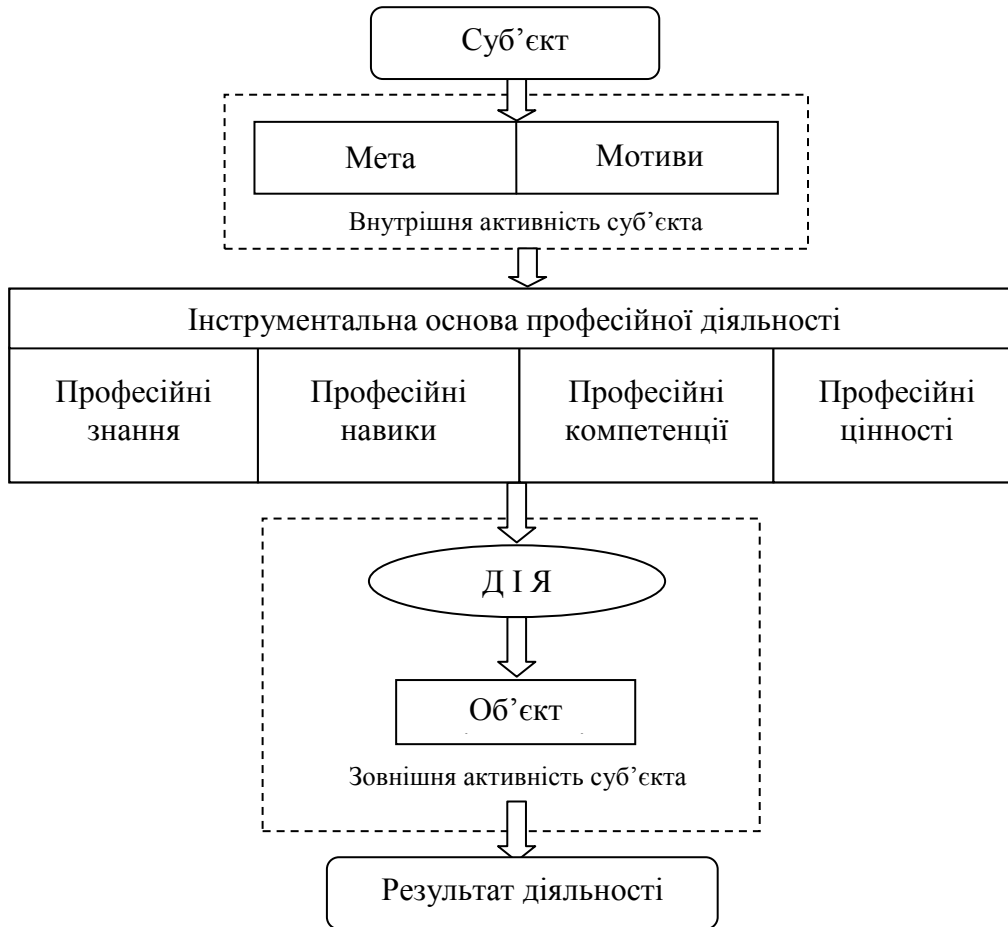 Суб’єкт
Мета
Мотиви
Внутрішня активність суб’єкта
Інструментальна основа професійної діяльності
Професійні
знання
Професійні
навики
Професійні
компетенції
Професійні
цінності
Д І Я
Об’єкт
Зовнішня активність суб’єкта
Результат діяльності